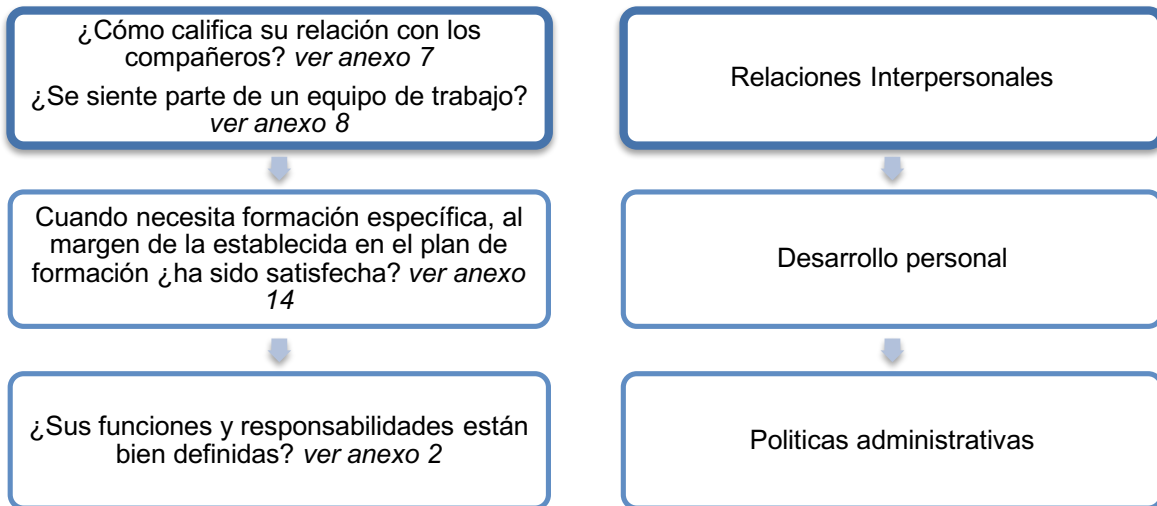 ¿Cómo califica su relación con los
compañeros? ver anexo 7
¿Se siente parte de un equipo de trabajo?
ver anexo 8
Relaciones Interpersonales
Cuando necesita formación específica, al
margen de la establecida en el plan de
formación ¿ha sido satisfecha? ver anexo
14
Desarrollo personal
¿Sus funciones y responsabilidades están
bien definidas? ver anexo 2
Politicas administrativas